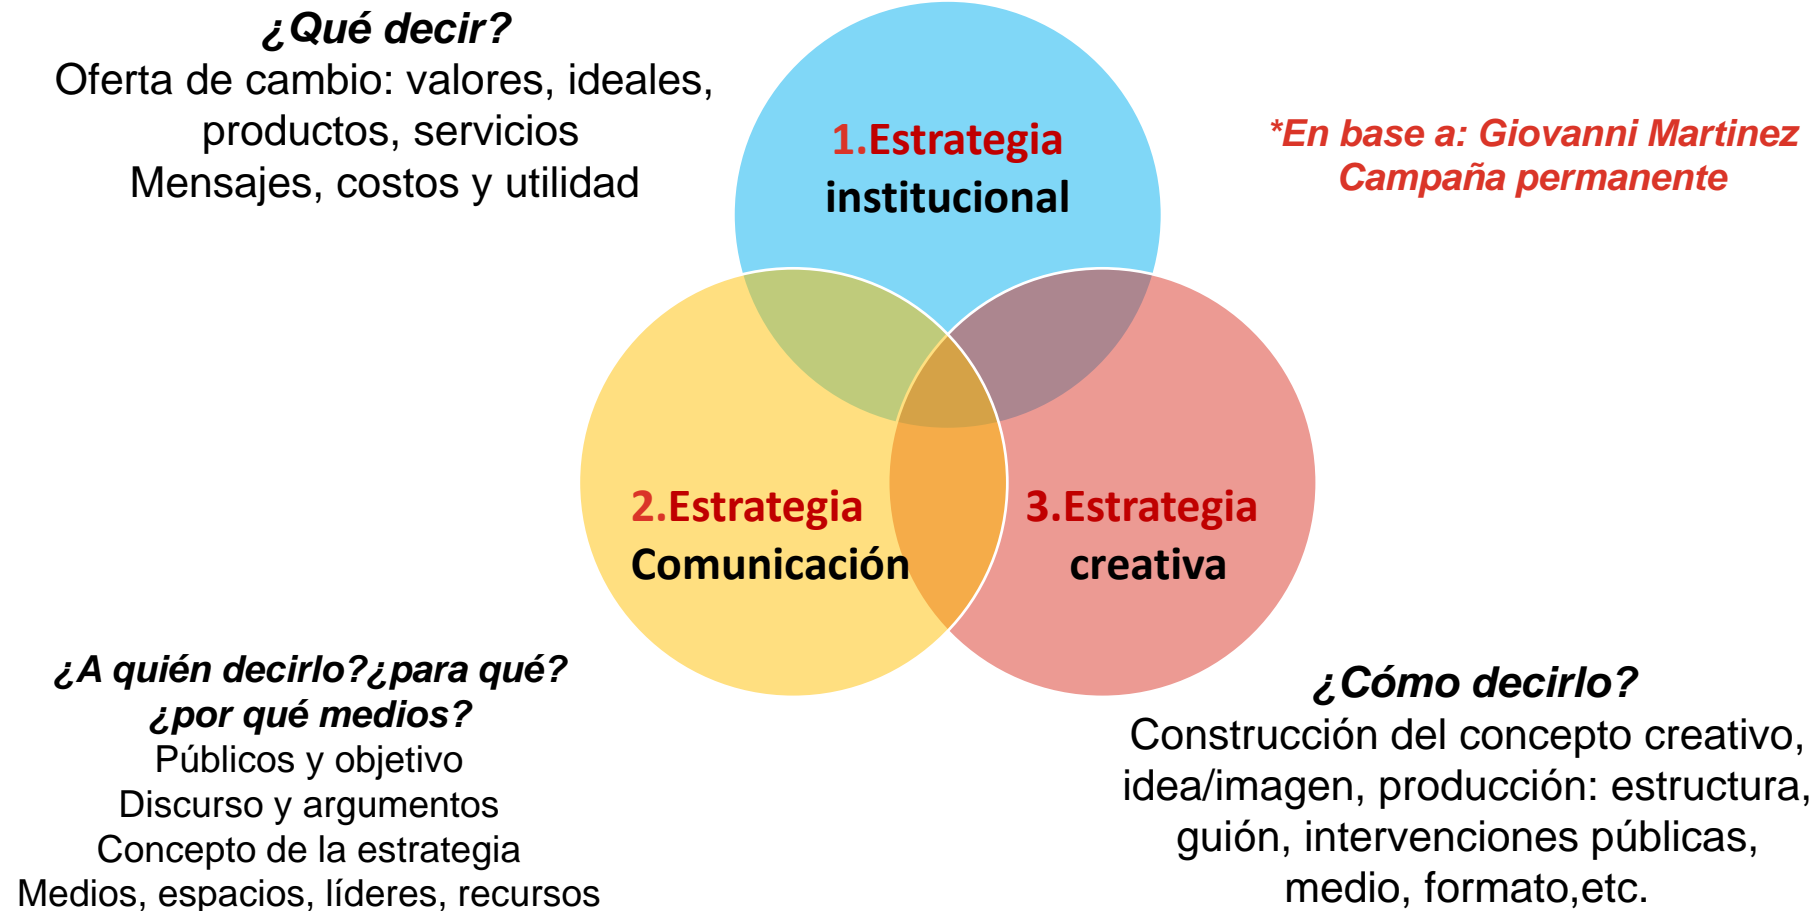 ¿Qué decir?
Oferta de cambio: valores, ideales,
productos, servicios
Mensajes, costos y utilidad
1.Estrategia
institucional
*En base a: Giovanni Martinez
Campaña permanente
2.Estrategia
Comunicación
3.Estrategia
creativa
¿A quién decirlo?¿para qué?
¿por qué medios?
Públicos y objetivo
Discurso y argumentos
Concepto de la estrategia
Medios, espacios, líderes, recursos
¿Cómo decirlo?
Construcción del concepto creativo,
idea/imagen, producción: estructura,
guión, intervenciones públicas,
medio, formato,etc.